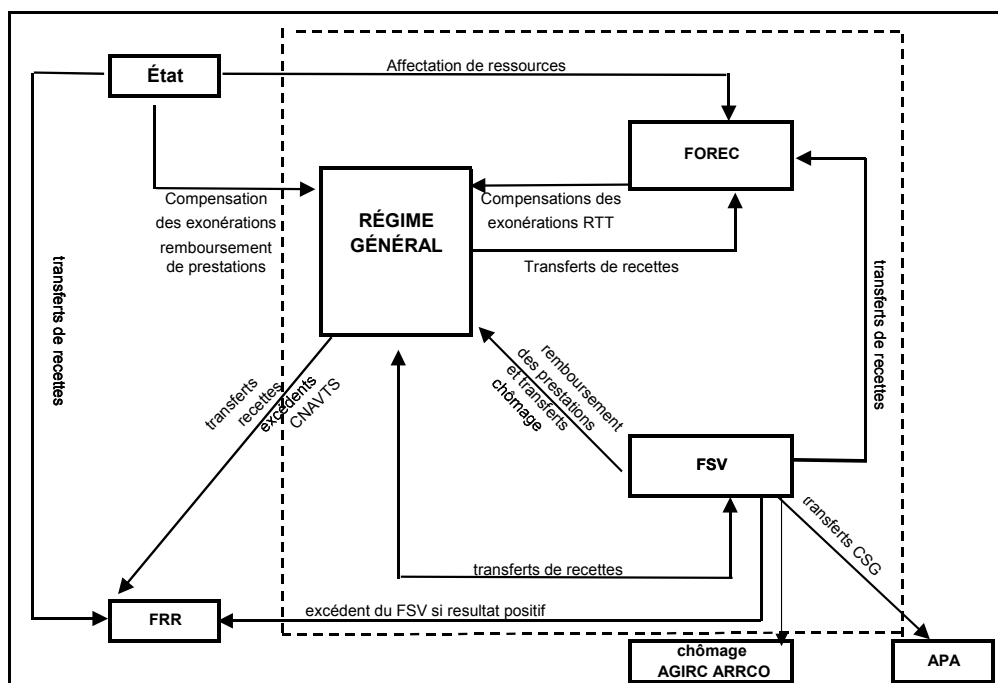 Affectation de ressources
État
FOREC
Compensation
des exonérations
remboursement
de prestations
RÉGIME
GÉNÉRAL
Compensations des
exonérations RTT
Transferts de recettes
transferts de recettes
transferts de recettes
transferts
recettes
excédents
CNAVTS
remboursement
des prestations
et transferts
chômage
FSV
transferts CSG
transferts de recettes
excédent du FSV si resultat positif
FRR
chômage
AGIRC ARRCO
APA